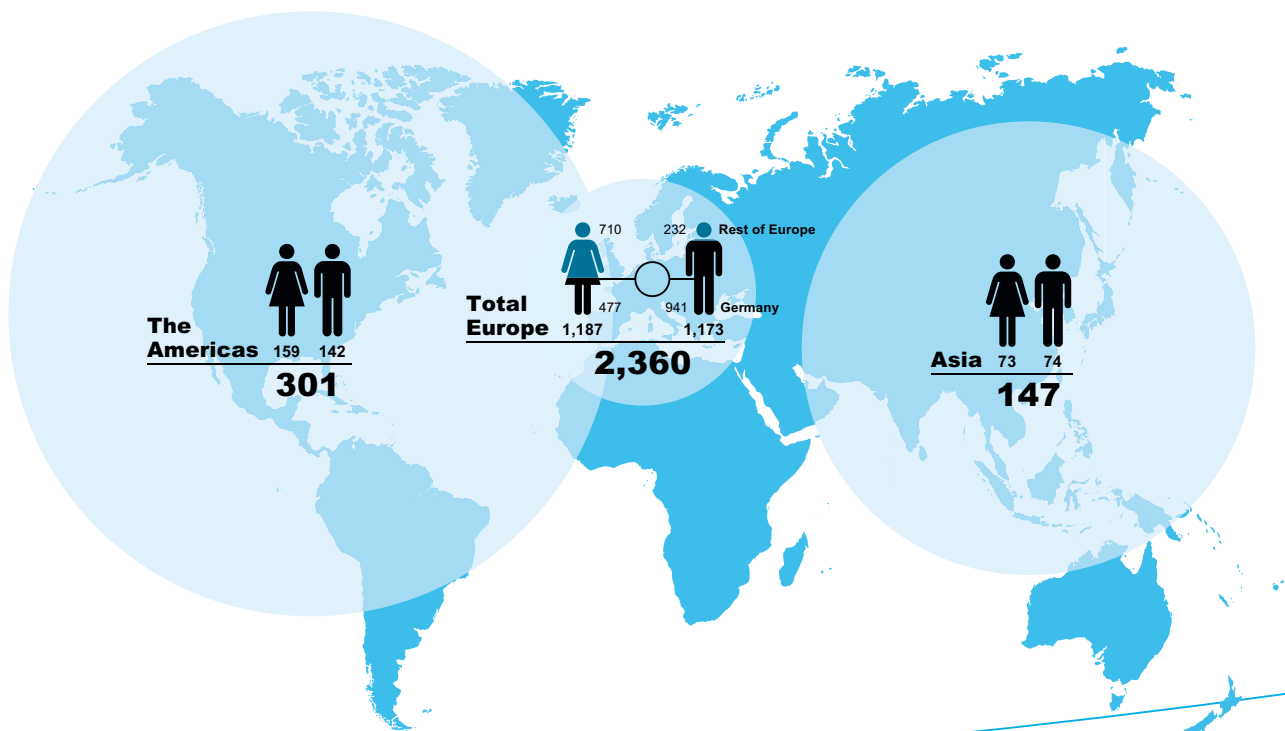 The
Americas 159 142
301
710 232 Rest of Europe
477 941 Germany
Total
Europe 1,187 1,173
2,360
Asia 73 74
147